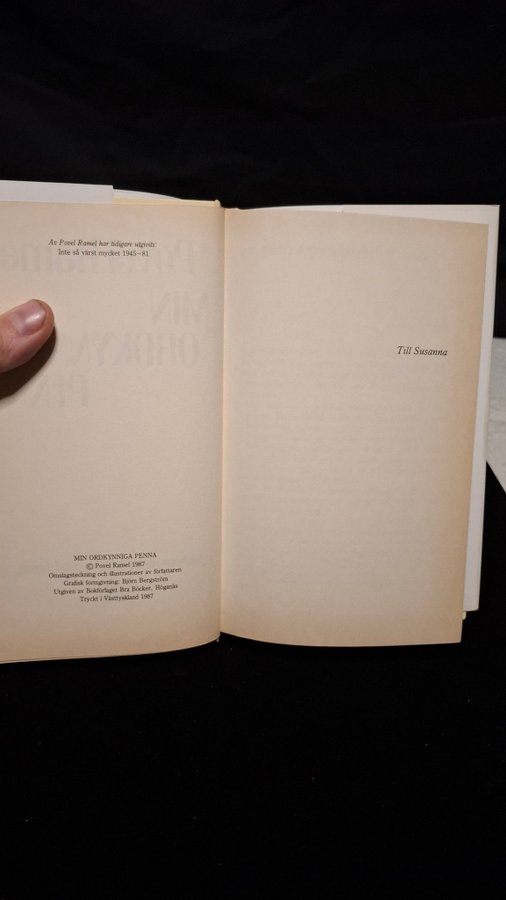 Av Povel Ramel har tidigare utgivits:
Inte så värst mycket 1945–81
MIN ORDKYNNIGA PENNA
© Povel Ramel 1987
Omslagsteckning och illustrationer av författaren
Grafisk formgivning: Björn Bergström
Utgiven av Bokförlaget Bra Böcker, Höganäs
Tryckt i Västtyskland 1987
Till Susanna